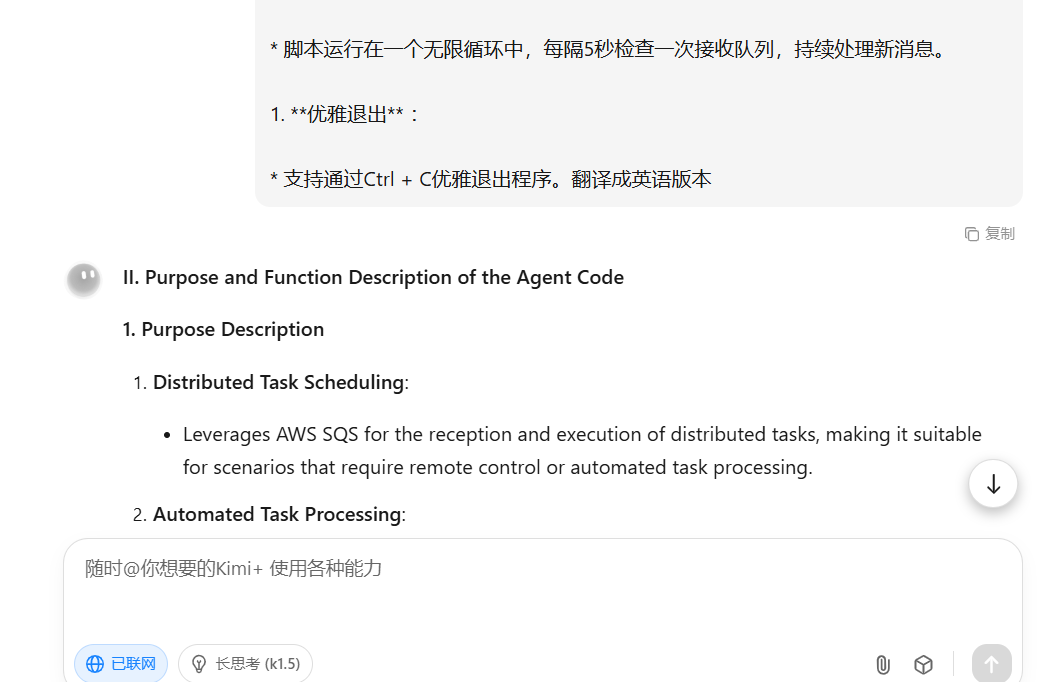 * 脚本运行在一个无限循环中，每隔5秒检查一次接收队列，持续处理新消息。
1. **优雅退出** ：
* 支持通过Ctrl + C优雅退出程序。翻译成英语版本
复制
II. Purpose and Function Description of the Agent Code
1. Purpose Description
1. Distributed Task Scheduling:
• Leverages AWS SQS for the reception and execution of distributed tasks, making it suitable
for scenarios that require remote control or automated task processing.
2. Automated Task Processing:
随时@你想要的Kimi+ 使用各种能力
已联网 长思考 (k1.5)